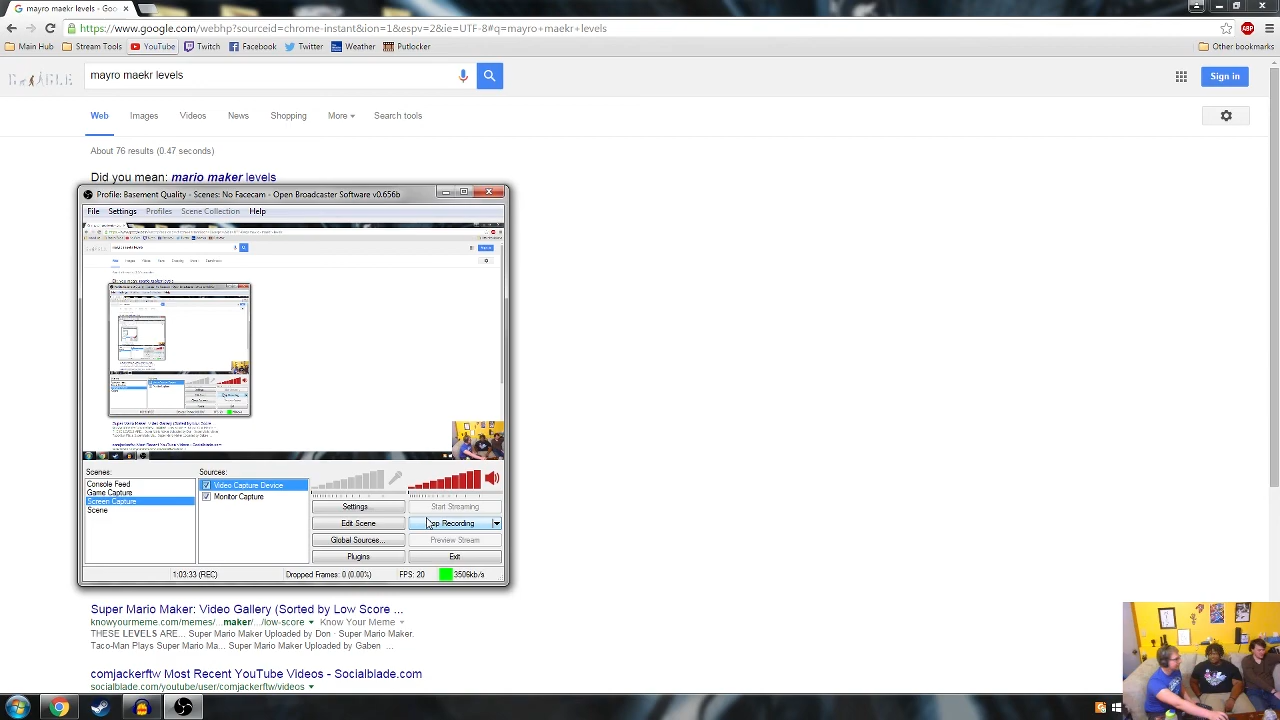 mayro maekr levels - Goo
https://www.google.com/webhp?sourceid=chrome-instant&ion=1&espv=2&ie=UTF-8#q=mayro+maekr+levels
Main Hub Stream Tools YouTube Twitch Facebook Twitter Weather Putlocker Other bookmarks
mayro maekr levels
Sign in
Web Images Videos News Shopping More Search tools
About 76 results (0.47 seconds)
Did you mean: mario maker levels
Profile: Basement Quality - Scenes: No Facecam - Open Broadcaster Software v0.656b
File Settings Profiles Scene Collection Help
Scenes:
Console Feed
Game Capture
Screen Capture
Scene
Sources:
Video Capture Device
Monitor Capture
Settings...
Start Streaming
Edit Scene
Recording
Global Sources...
Preview Stream
Plugins
Exit
1:03:33 (REC) Dropped Frames: 0 (0.00%) FPS: 20 3506kb/s
Super Mario Maker: Video Gallery (Sorted by Low Score ...
knowyourmeme.com/memes/...maker/.../low-score Know Your Meme
THESE LEVELS ARE... Super Mario Maker Uploaded by Don · Super Mario Maker.
Taco-Man Plays Super Mario Ma... Super Mario Maker Uploaded by Gaben ...
comjackerftw Most Recent YouTube Videos - Socialblade.com
socialblade.com/youtube/user/comjackerftw/videos